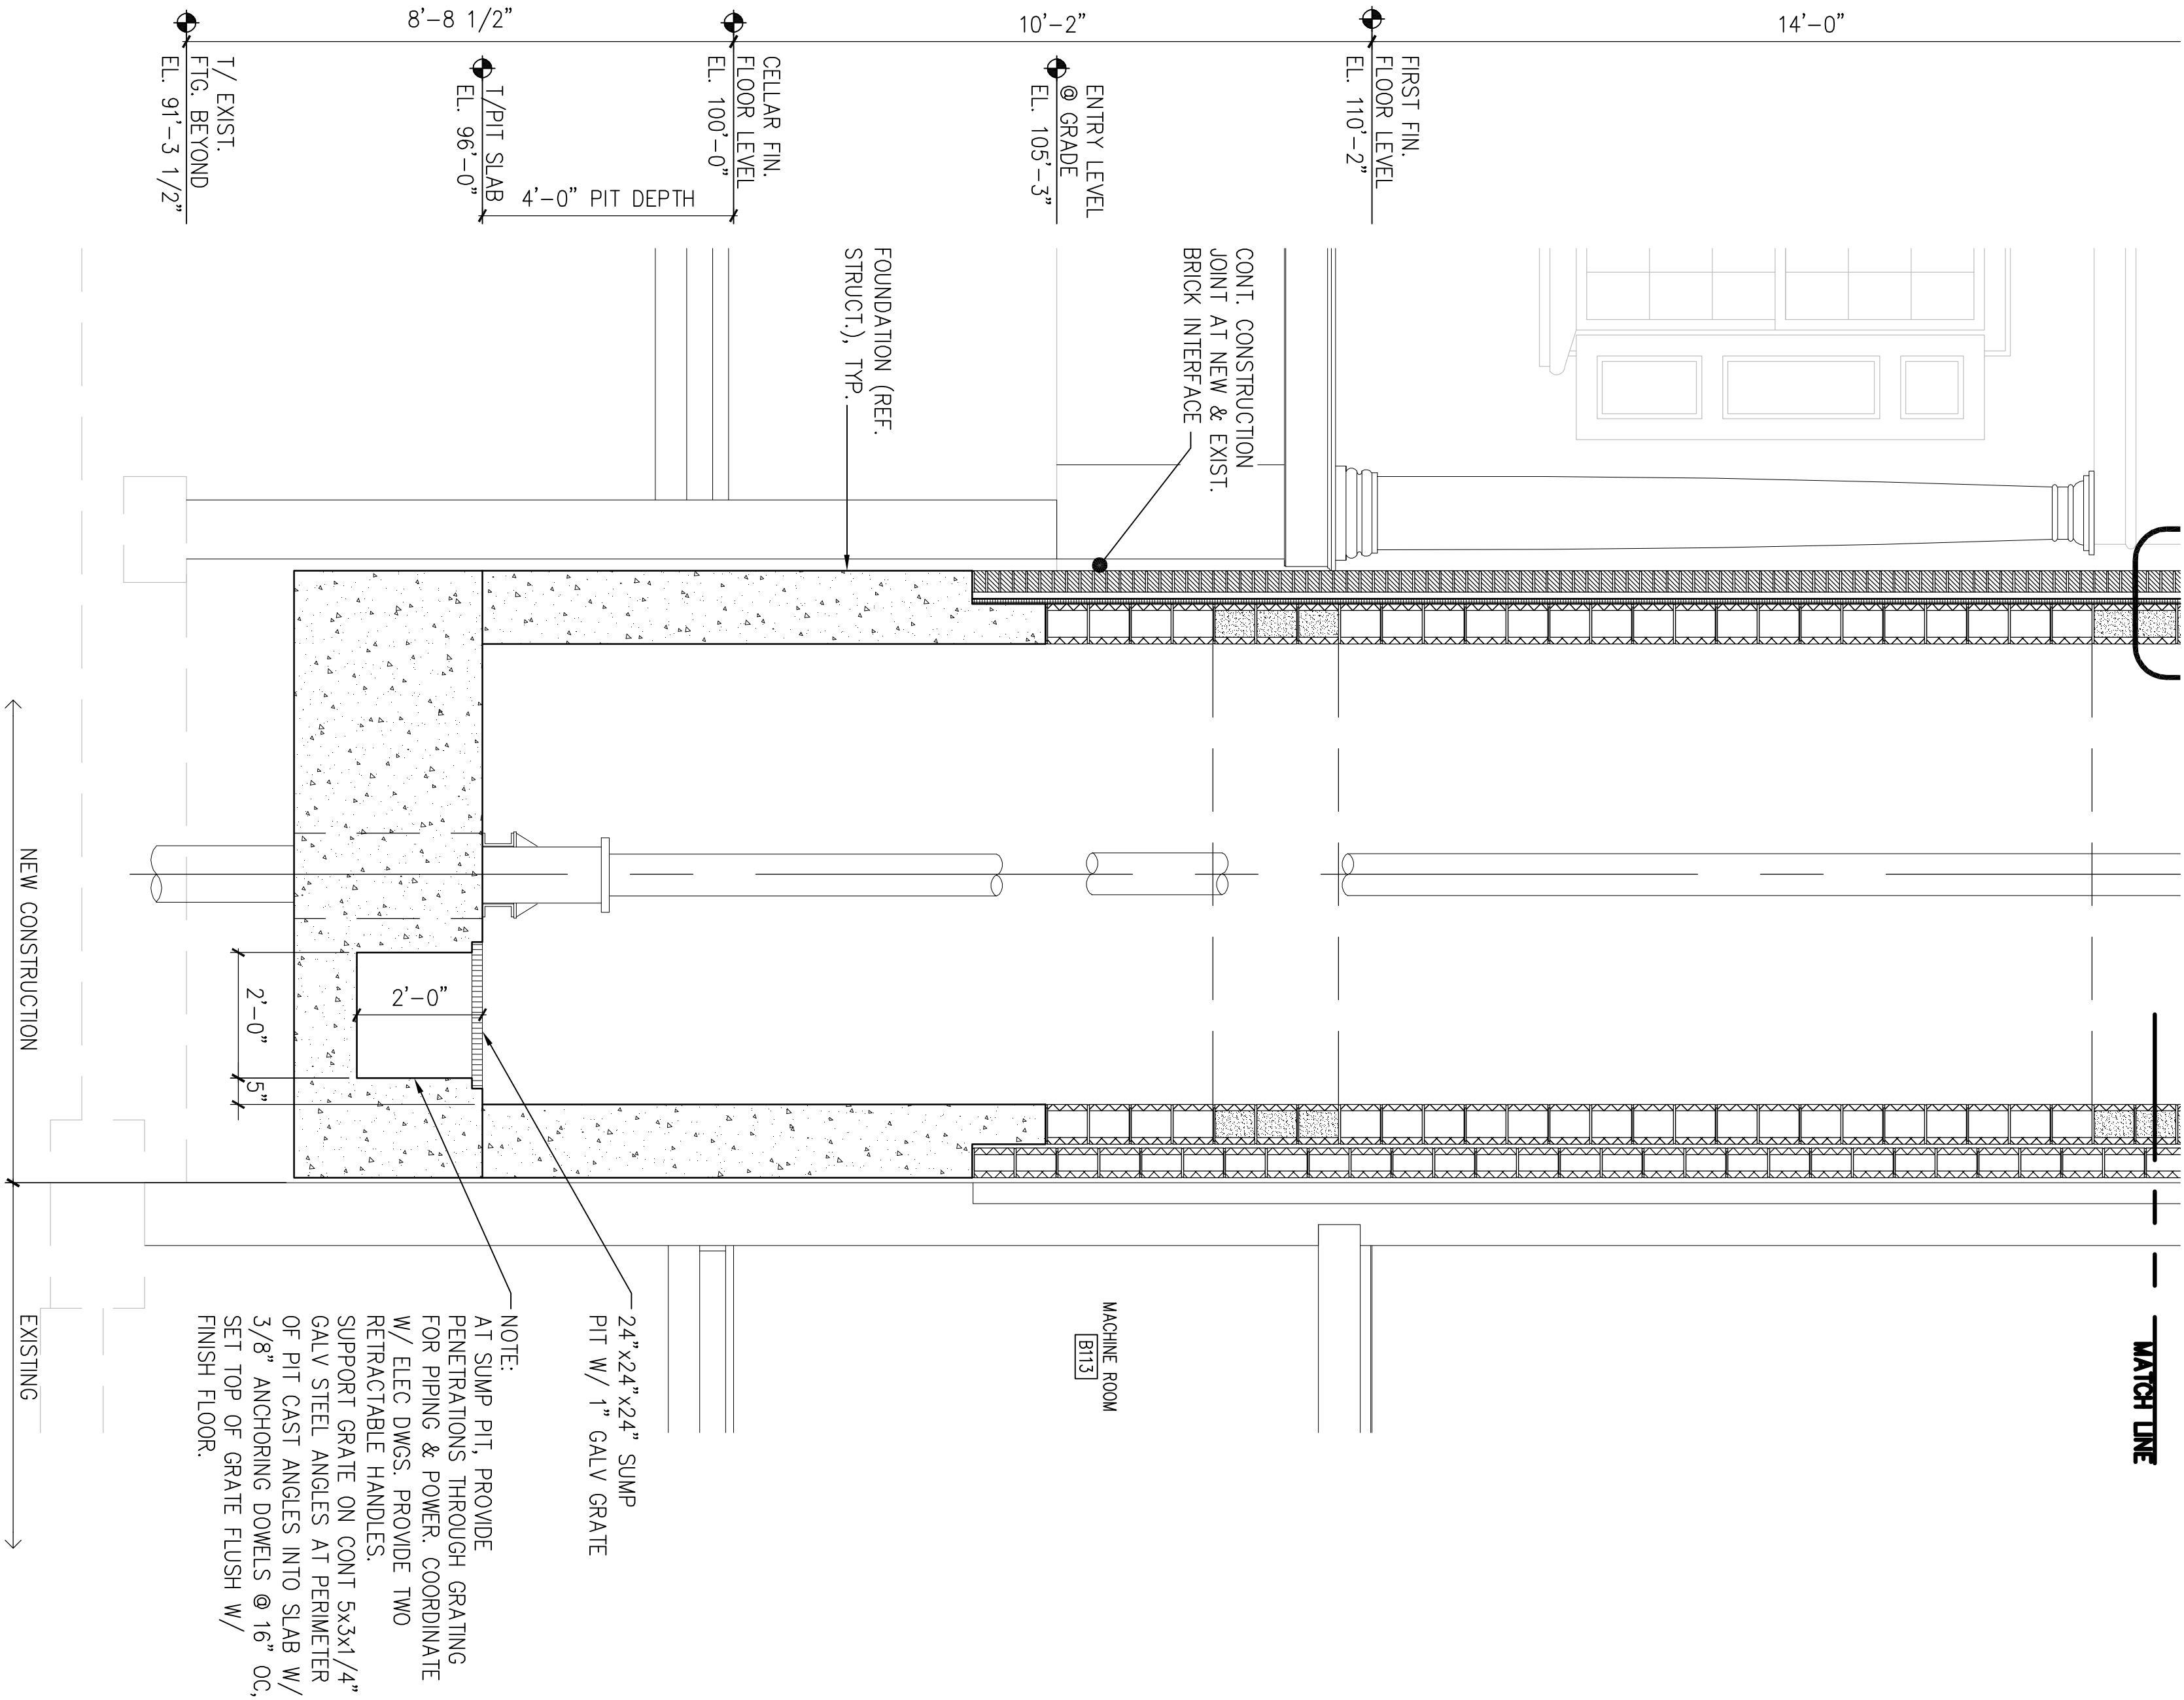 14'-0"
10'-2"
8'-8 1/2"
FIRST FIN.
FLOOR LEVEL
EL. 110'-2"
ENTRY LEVEL
@ GRADE
EL. 105'-3"
CELLAR FIN.
FLOOR LEVEL
EL. 100'-0"
T/PIT SLAB
EL. 96'-0"
4'-0" PIT DEPTH
T/ EXIST.
FTG. BEYOND
EL. 91'-3 1/2"
CONT. CONSTRUCTION
JOINT AT NEW & EXIST.
BRICK INTERFACE
FOUNDATION (REF.
STRUCT.), TYP.
2'-0"
2'-0"
5"
MATCH LINE
MACHINE ROOM
B113
24"x24"x24" SUMP
PIT W/ 1" GALV GRATE
NOTE:
AT SUMP PIT, PROVIDE
PENETRATIONS THROUGH GRATING
FOR PIPING & POWER. COORDINATE
W/ ELEC DWGS. PROVIDE TWO
RETRACTABLE HANDLES.
SUPPORT GRATE ON CONT 5x3x1/4"
GALV STEEL ANGLES AT PERIMETER
OF PIT CAST ANGLES INTO SLAB W/
3/8" ANCHORING DOWELS @ 16" OC,
SET TOP OF GRATE FLUSH W/
FINISH FLOOR.
NEW CONSTRUCTION
EXISTING